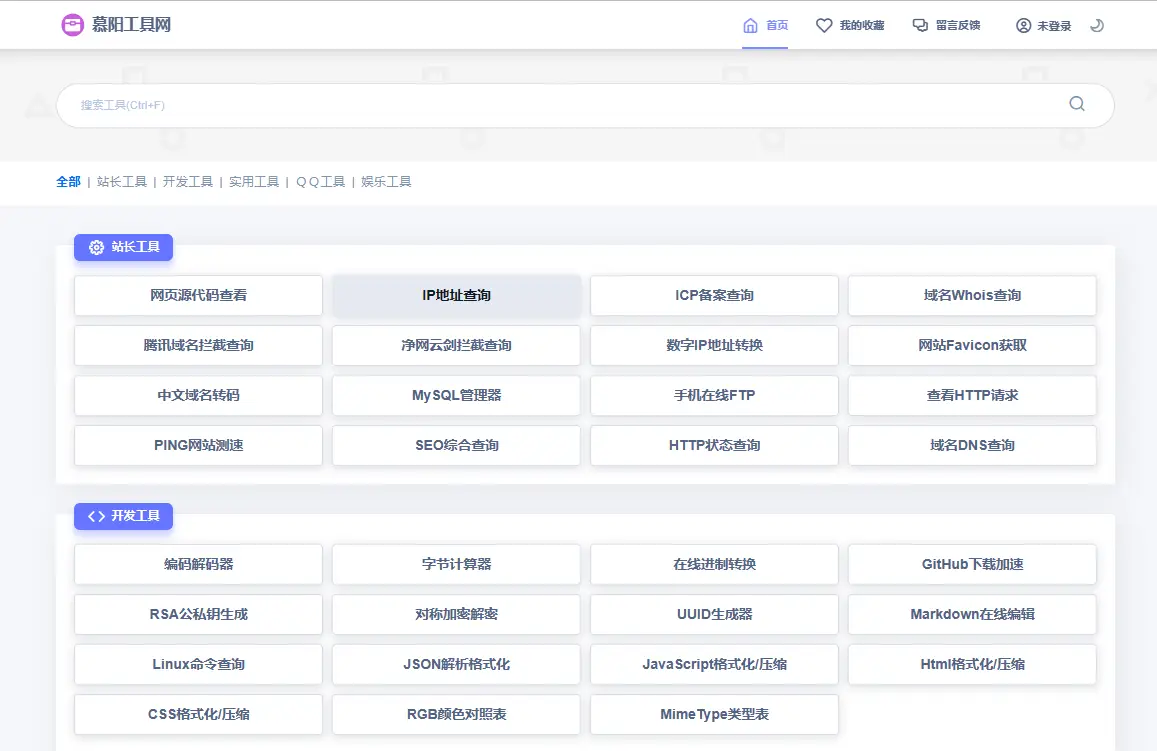 慕阳工具网 首页 我的收藏 留言反馈 未登录
搜索工具(Ctrl+F)
全部 | 站长工具 | 开发工具 | 实用工具 | ＱＱ工具 | 娱乐工具
站长工具
网页源代码查看 IP地址查询 ICP备案查询 域名Whois查询
腾讯域名拦截查询 净网云剑拦截查询 数字IP地址转换 网站Favicon获取
中文域名转码 MySQL管理器 手机在线FTP 查看HTTP请求
PING网站测速 SEO综合查询 HTTP状态查询 域名DNS查询
开发工具
编码解码器 字节计算器 在线进制转换 GitHub下载加速
RSA公私钥生成 对称加密解密 UUID生成器 Markdown在线编辑
Linux命令查询 JSON解析格式化 JavaScript格式化/压缩 Html格式化/压缩
CSS格式化/压缩 RGB颜色对照表 MimeType类型表